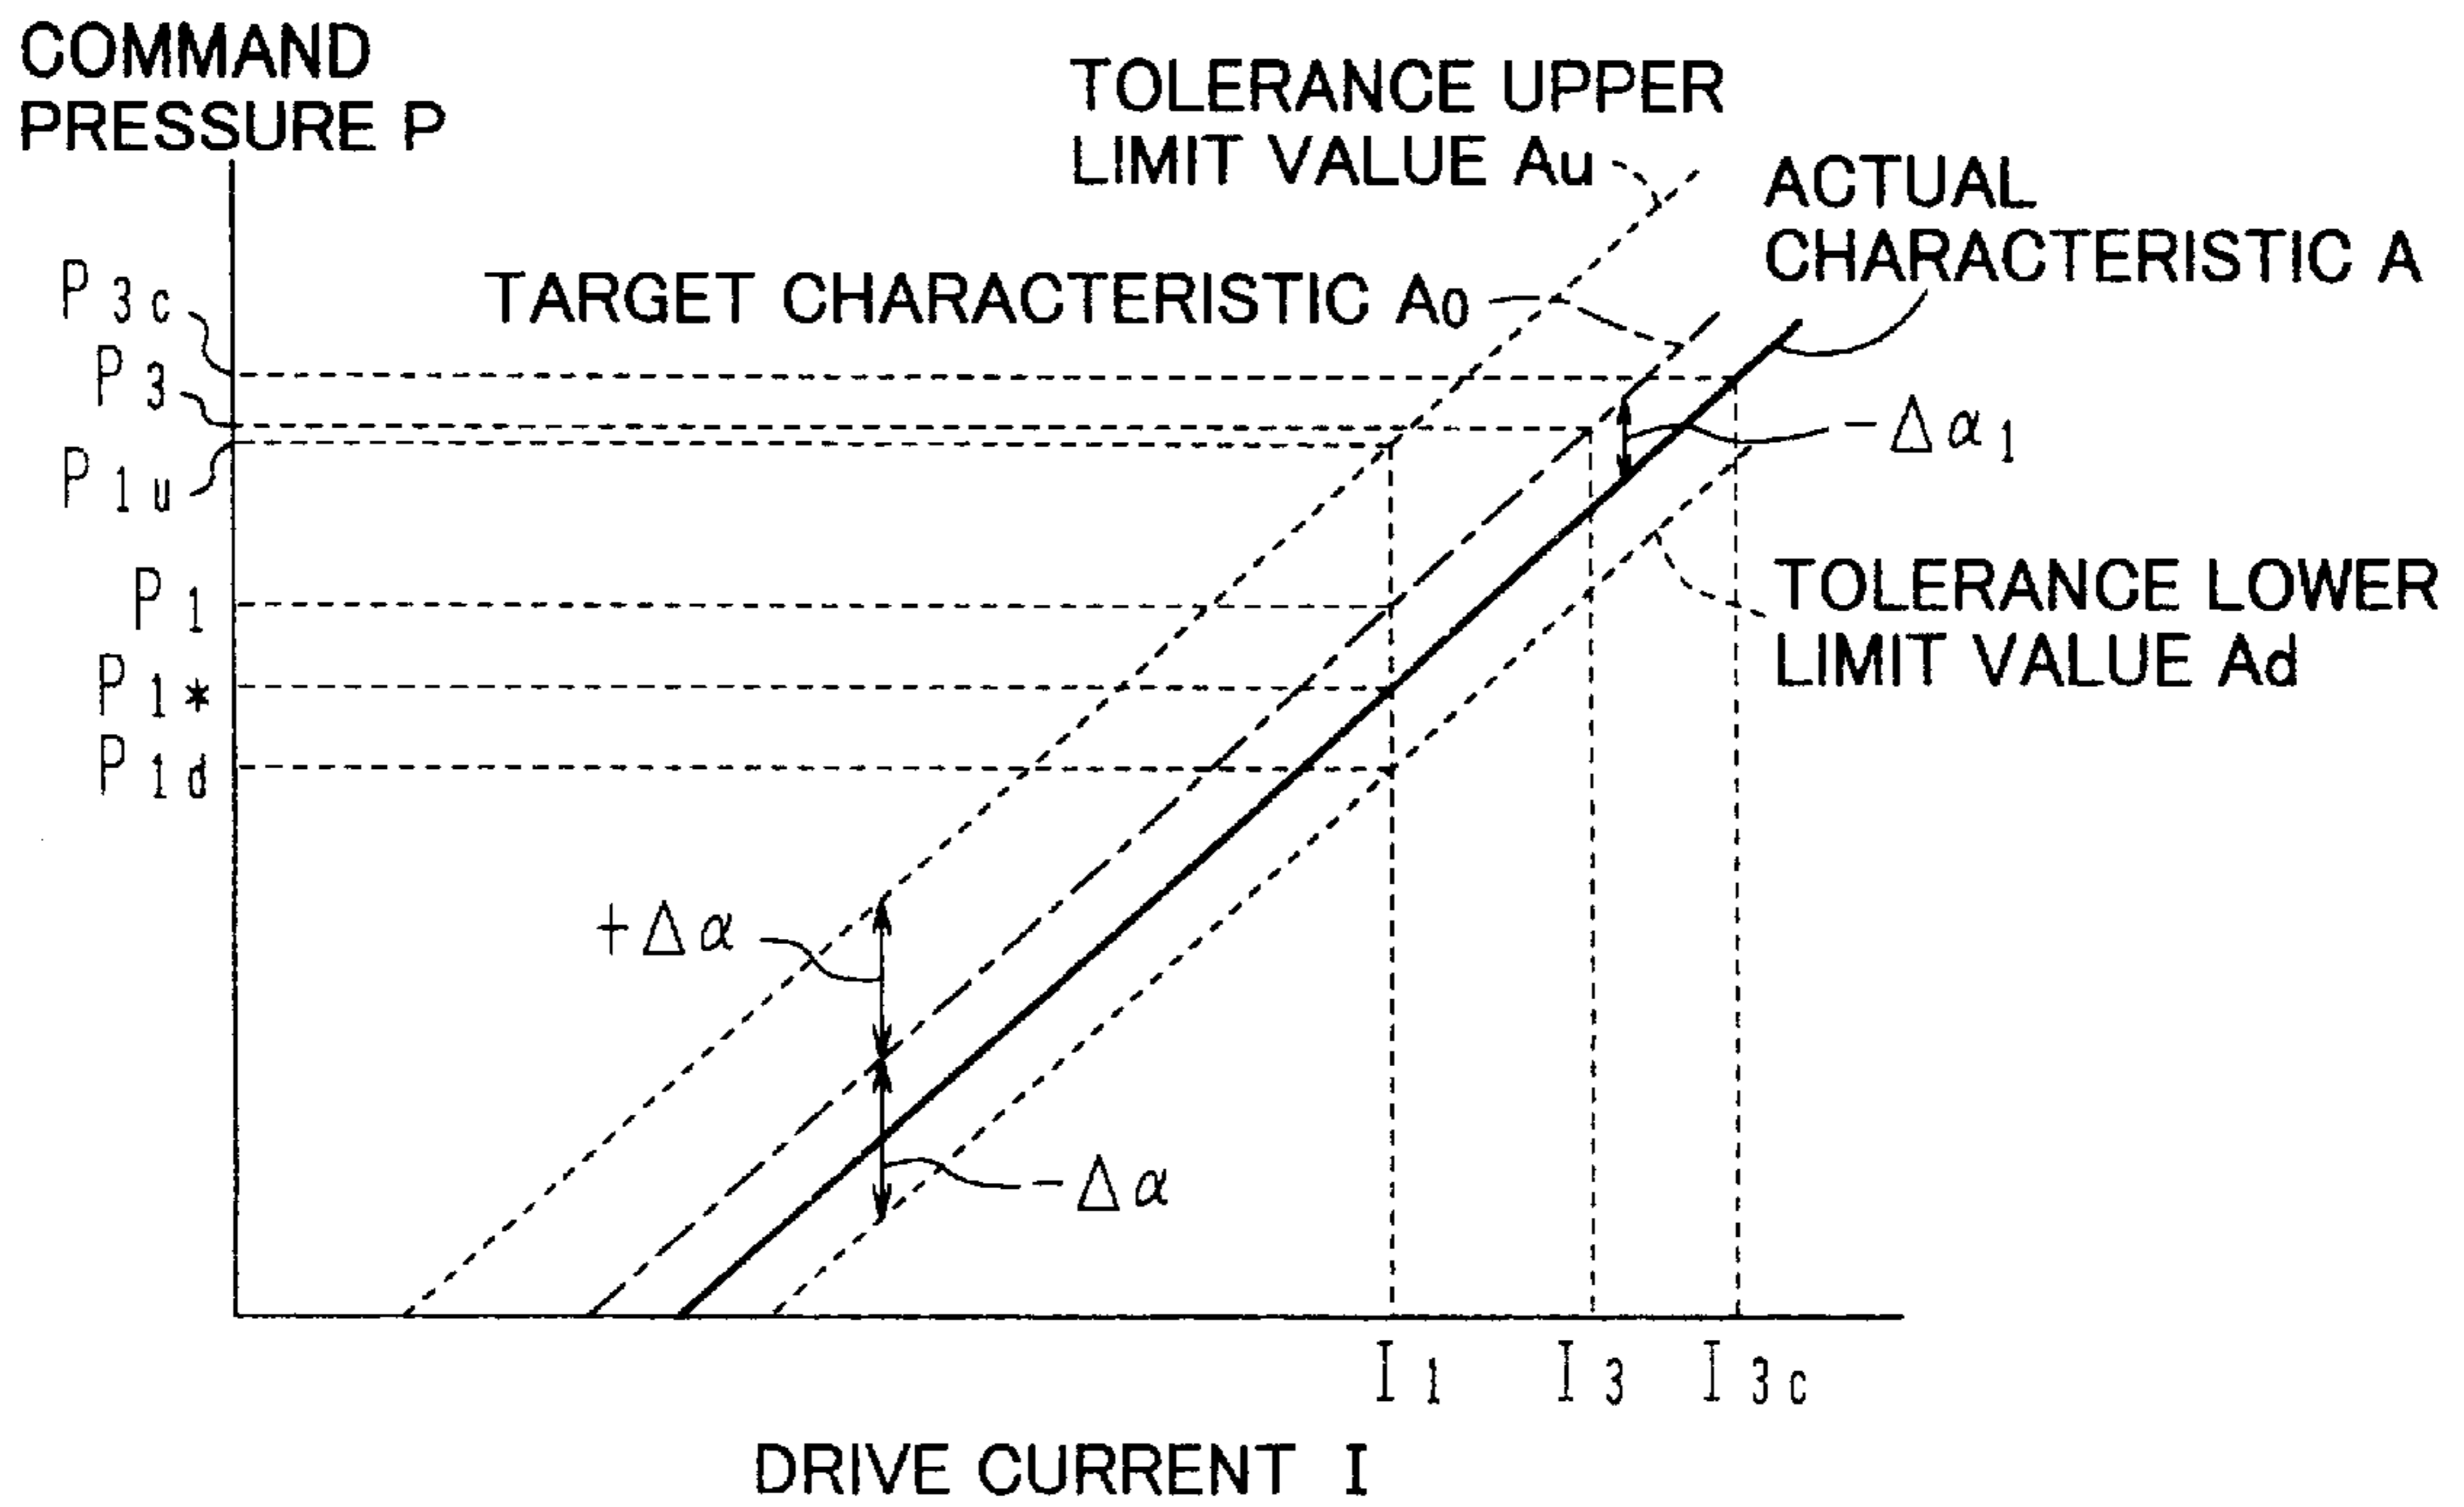 COMMAND
PRESSURE P
TOLERANCE UPPER
LIMIT VALUE Au
ACTUAL
CHARACTERISTIC A
TARGET CHARACTERISTIC A0
P3c
P3
P1u
P1
P1*
P1d
-Δα1
TOLERANCE LOWER
LIMIT VALUE Ad
+Δα
-Δα
I1 I3 I3c
DRIVE CURRENT I